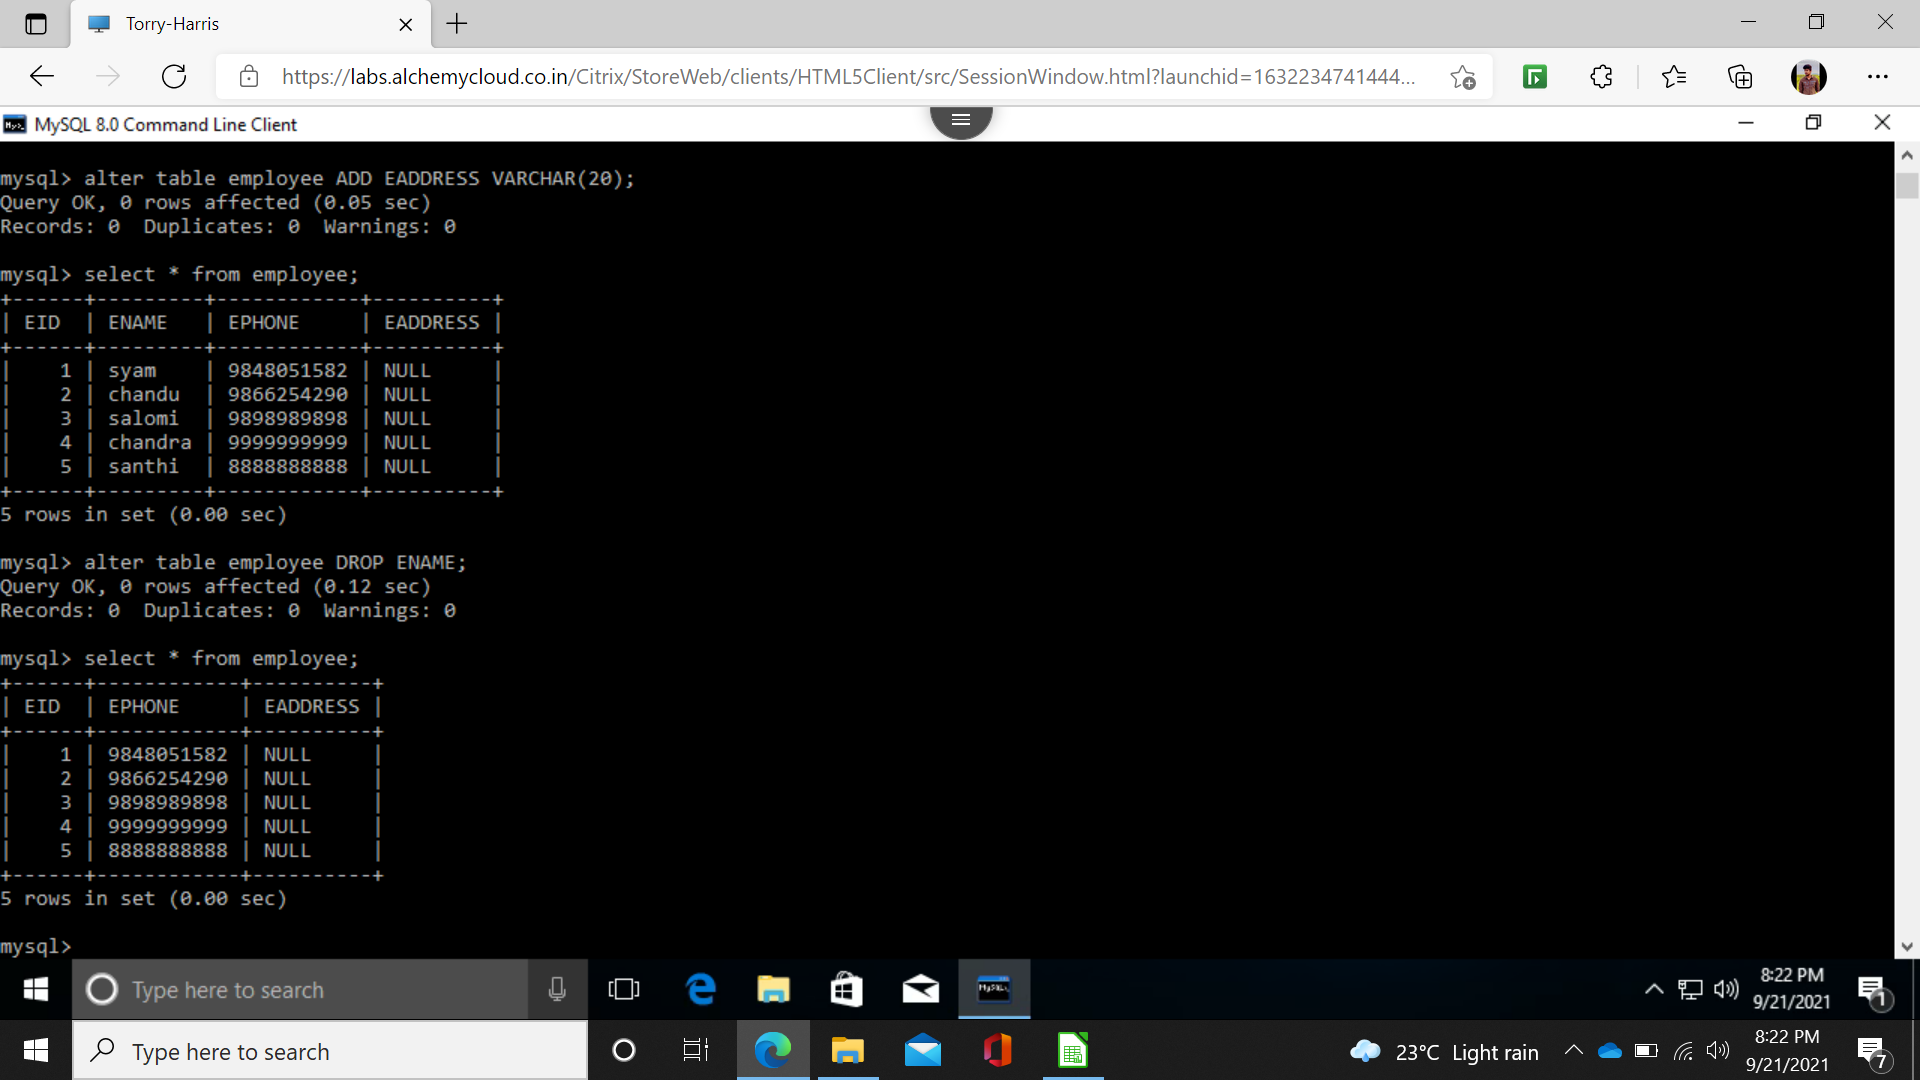 Torry-Harris
https://labs.alchemycloud.co.in/Citrix/StoreWeb/clients/HTML5Client/src/SessionWindow.html?launchid=1632234741444...
MySQL 8.0 Command Line Client
mysql> alter table employee ADD EADDRESS VARCHAR(20);
Query OK, 0 rows affected (0.05 sec)
Records: 0  Duplicates: 0  Warnings: 0
mysql> select * from employee;
+------+---------+------------+----------+
| EID  | ENAME   | EPHONE     | EADDRESS |
+------+---------+------------+----------+
|    1 | syam    | 9848051582 | NULL     |
|    2 | chandu  | 9866254290 | NULL     |
|    3 | salomi  | 9898989898 | NULL     |
|    4 | chandra | 9999999999 | NULL     |
|    5 | santhi  | 8888888888 | NULL     |
+------+---------+------------+----------+
5 rows in set (0.00 sec)
mysql> alter table employee DROP ENAME;
Query OK, 0 rows affected (0.12 sec)
Records: 0  Duplicates: 0  Warnings: 0
mysql> select * from employee;
+------+------------+----------+
| EID  | EPHONE     | EADDRESS |
+------+------------+----------+
|    1 | 9848051582 | NULL     |
|    2 | 9866254290 | NULL     |
|    3 | 9898989898 | NULL     |
|    4 | 9999999999 | NULL     |
|    5 | 8888888888 | NULL     |
+------+------------+----------+
5 rows in set (0.00 sec)
mysql>
Type here to search
8:22 PM
9/21/2021
1
Type here to search
23°C Light rain
8:22 PM
9/21/2021
7